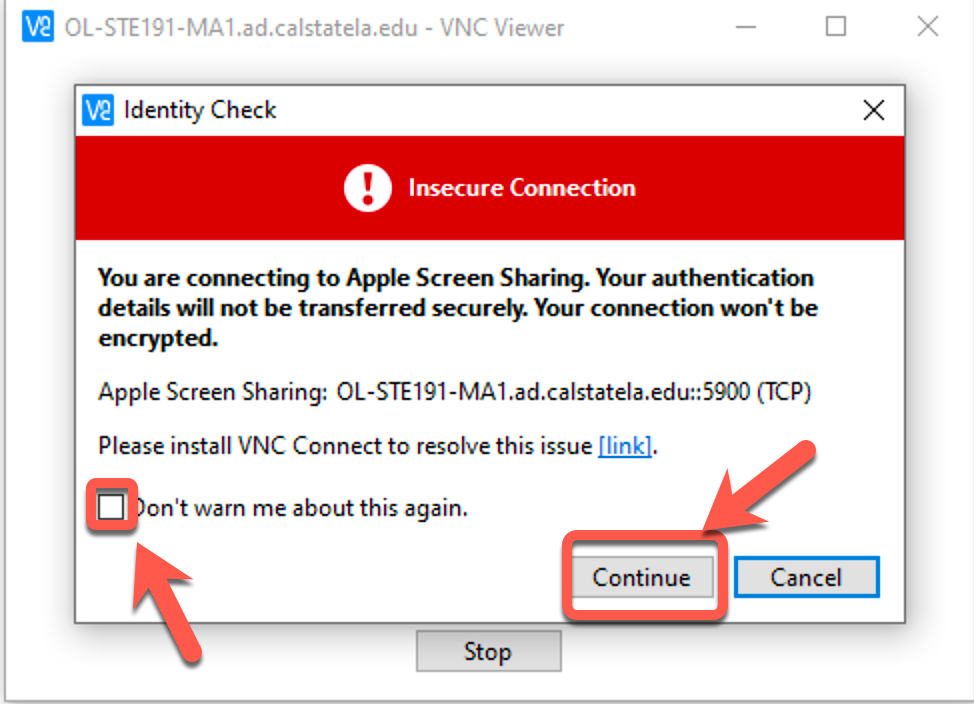 OL-STE191-MA1.ad.calstatela.edu - VNC Viewer
Identity Check
Insecure Connection
You are connecting to Apple Screen Sharing. Your authentication
details will not be transferred securely. Your connection won't be
encrypted.
Apple Screen Sharing: OL-STE191-MA1.ad.calstatela.edu::5900 (TCP)
Please install VNC Connect to resolve this issue [link].
Don't warn me about this again.
Continue
Cancel
Stop